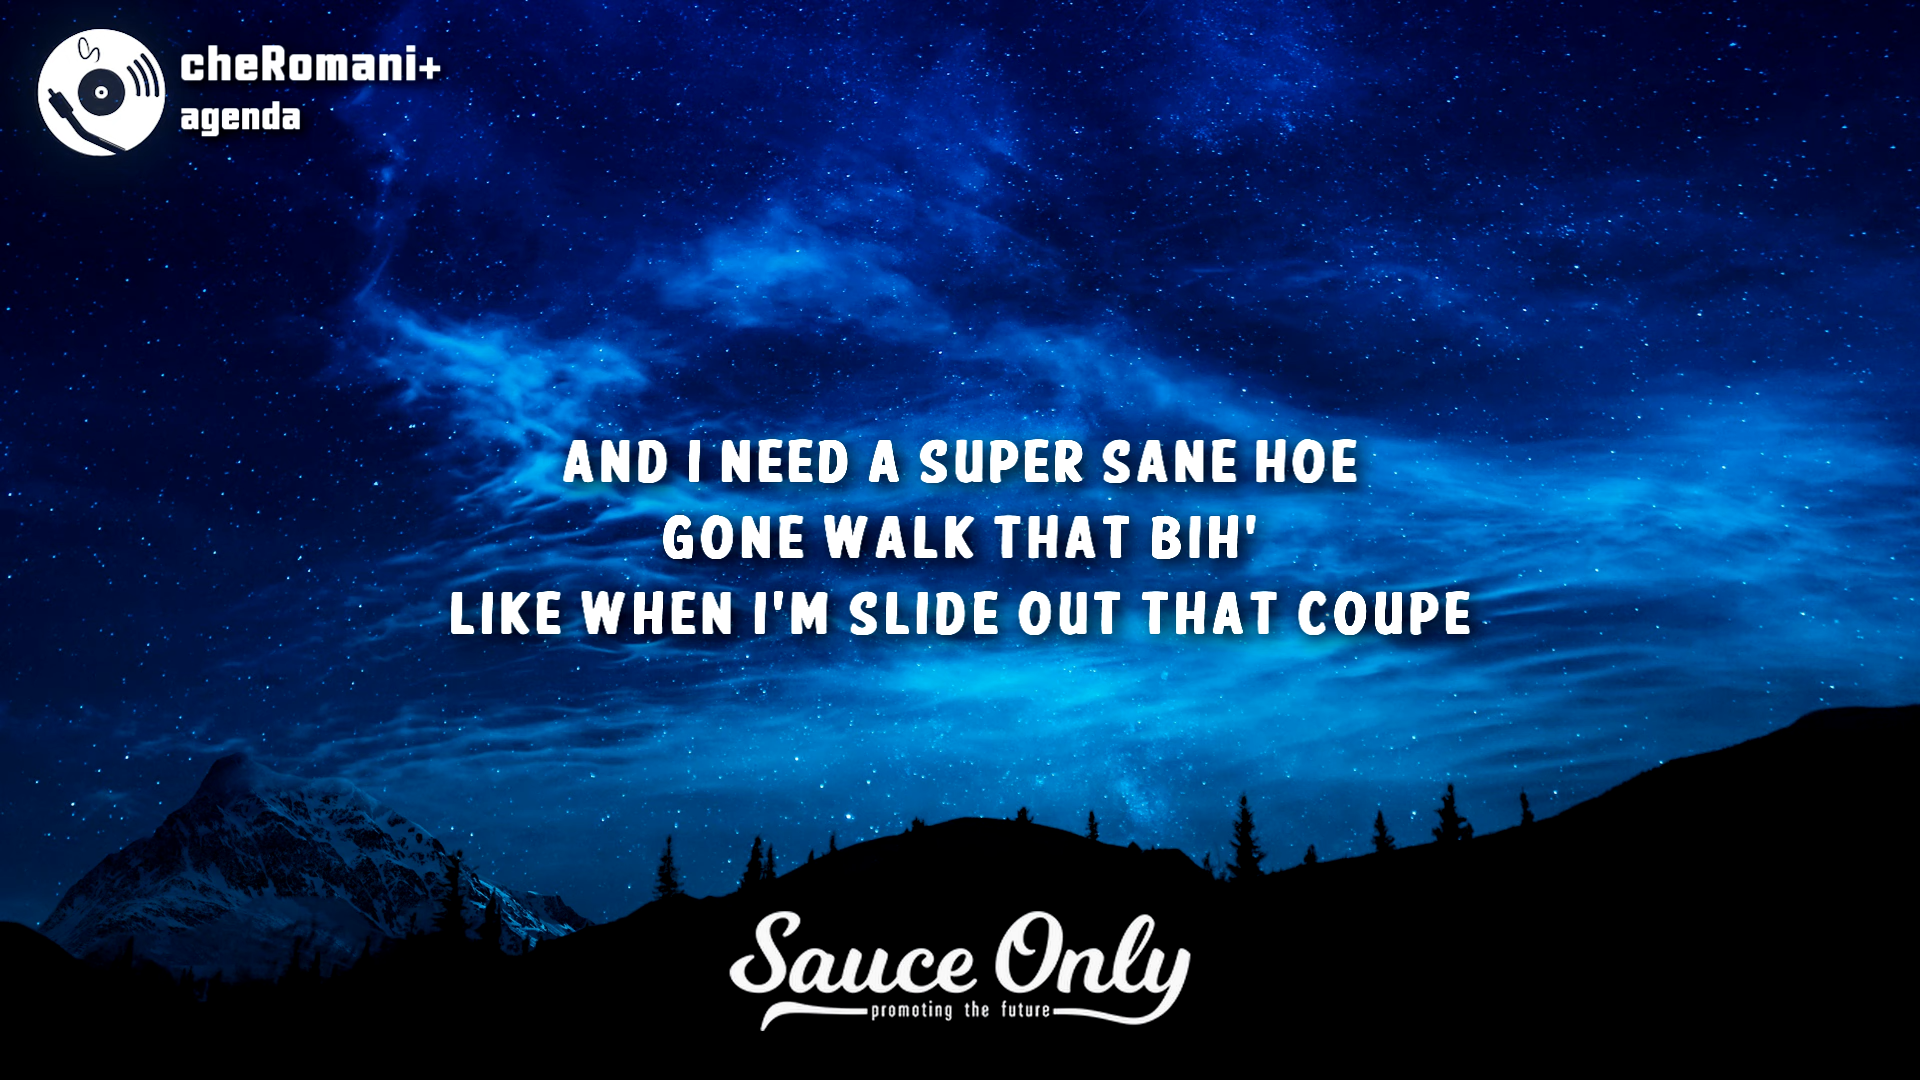 cheRomani+
agenda
AND I NEED A SUPER SANE HOE
GONE WALK THAT BIH'
LIKE WHEN I'M SLIDE OUT THAT COUPE
Sauce Only
promoting the future